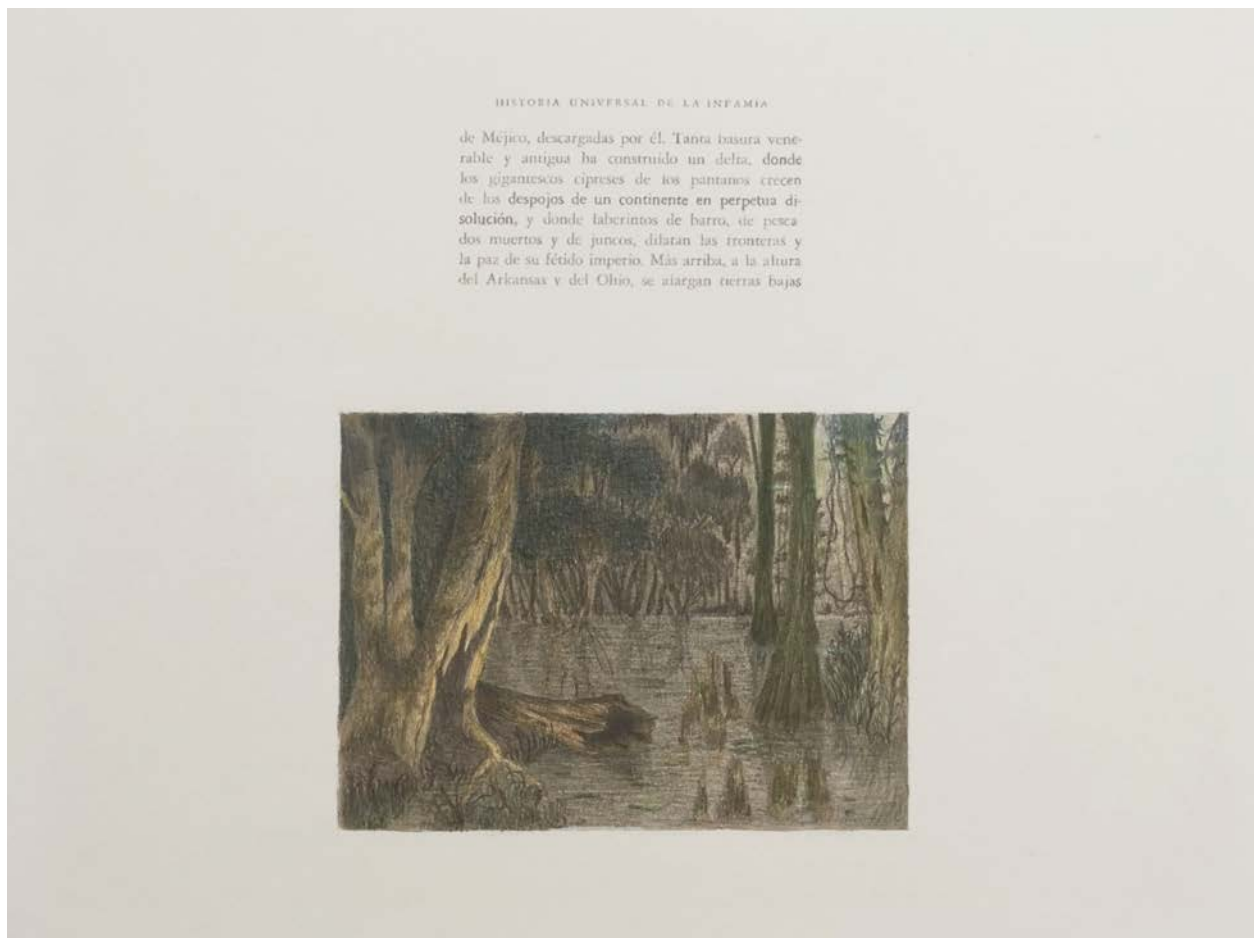 HISTORIA UNIVERSAL DE LA INFAMIA
de Méjico, descargadas por él. Tanta basura vene-
rable y antigua ha construido un delta, donde
los gigantescos cipreses de los pantanos crecen
de los despojos de un continente en perpetua di-
solución, y donde laberintos de barro, de pesca-
dos muertos y de juncos, dilatan las fronteras y
la paz de su fétido imperio. Más arriba, a la altura
del Arkansas y del Ohio, se alargan tierras bajas